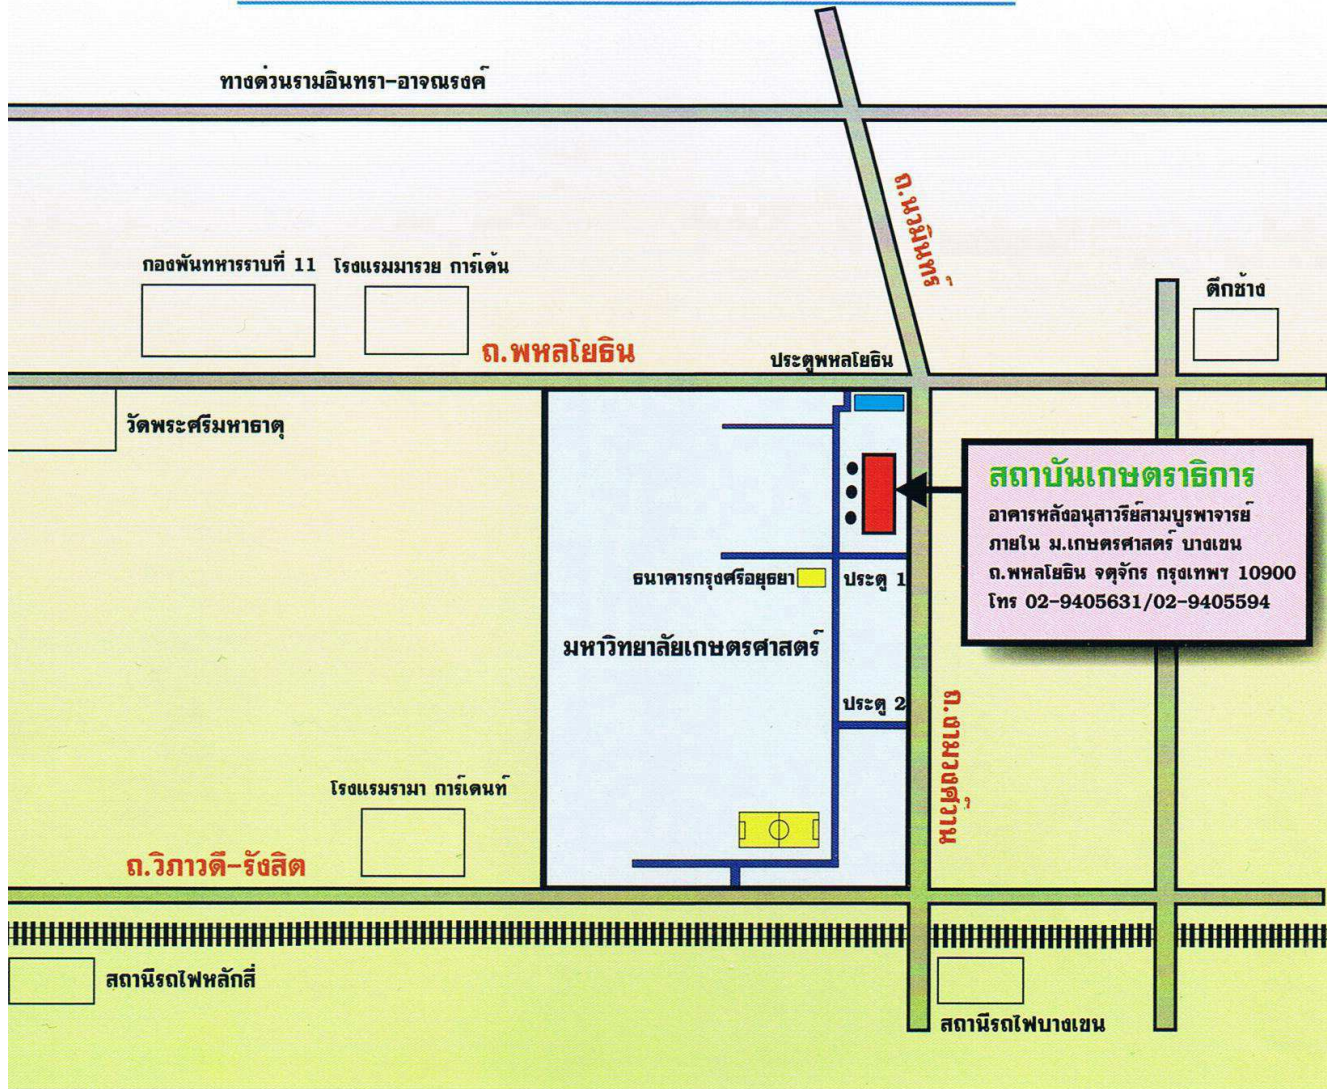 ทางด่วนรามอินทรา-อาจณรงค์
ถ.นวมินทร์
กองพันทหารราบที่ 11
โรงแรมมารวย การ์เด้น
ตึกช้าง
ถ.พหลโยธิน
ประตูพหลโยธิน
วัดพระศรีมหาธาตุ
สถาบันเกษตราธิการ
อาคารหลังอนุสาวรีย์สามบูรพาจารย์
ภายใน ม.เกษตรศาสตร์ บางเขน
ถ.พหลโยธิน จตุจักร กรุงเทพฯ 10900
โทร 02-9405631/02-9405594
ธนาคารกรุงศรีอยุธยา
ประตู 1
มหาวิทยาลัยเกษตรศาสตร์
ประตู 2
ถ.งามวงศ์วาน
โรงแรมรามา การ์เดนท์
ถ.วิภาวดี-รังสิต
สถานีรถไฟหลักสี่
สถานีรถไฟบางเขน